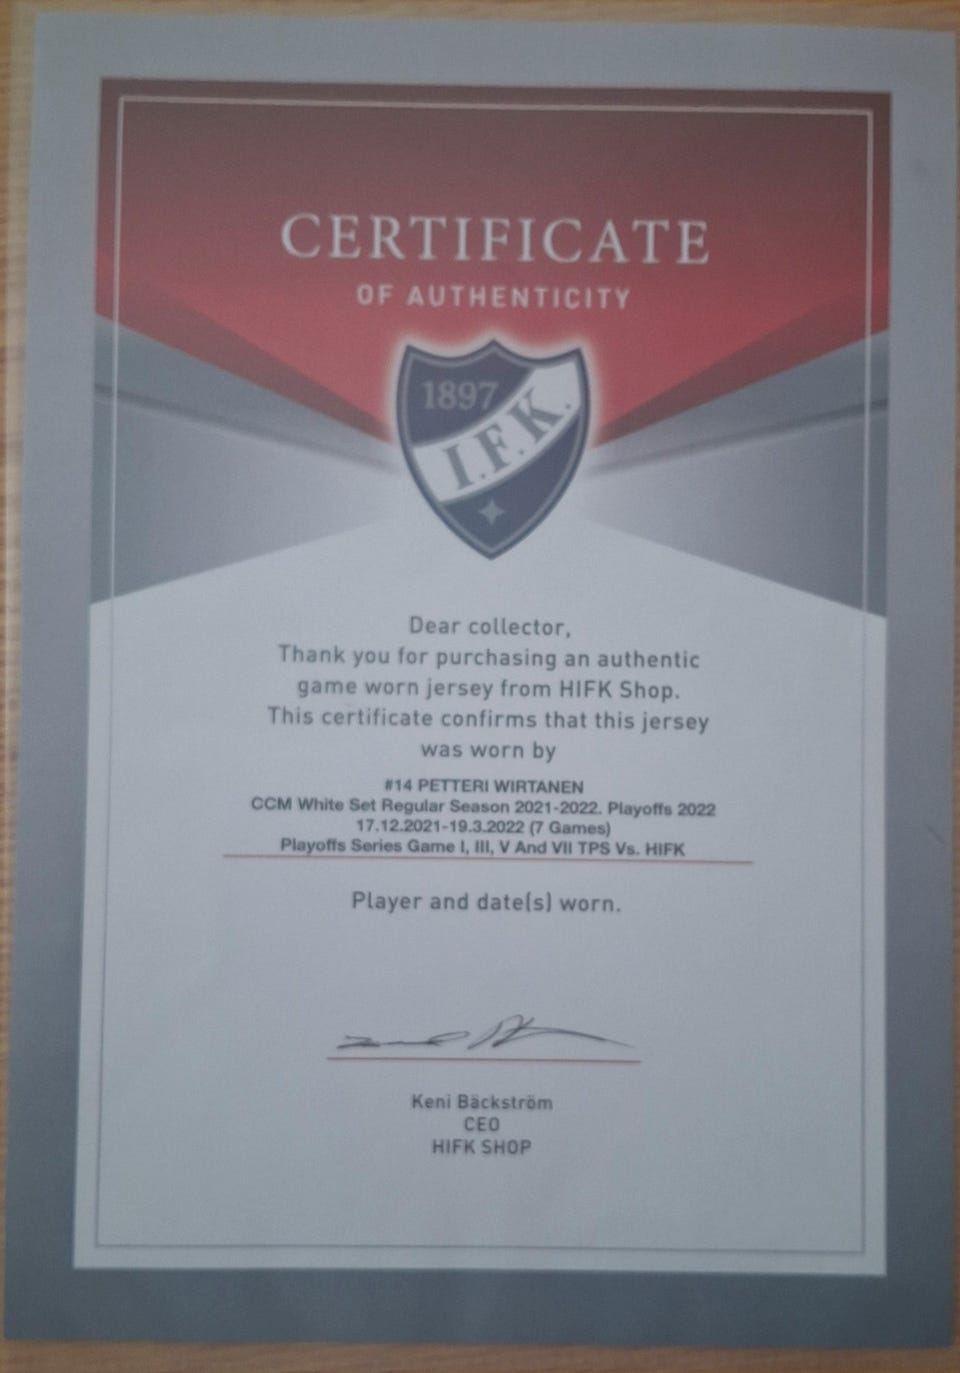 CERTIFICATE
OF AUTHENTICITY
1897
I.F.K.
Dear collector,
Thank you for purchasing an authentic
game worn jersey from HIFK Shop.
This certificate confirms that this jersey
was worn by
#14 PETTERI WIRTANEN
CCM White Set Regular Season 2021-2022. Playoffs 2022
17.12.2021-19.3.2022 (7 Games)
Playoffs Series Game I, III, V And VII TPS Vs. HIFK
Player and date(s) worn.
Keni Bäckström
CEO
HIFK SHOP